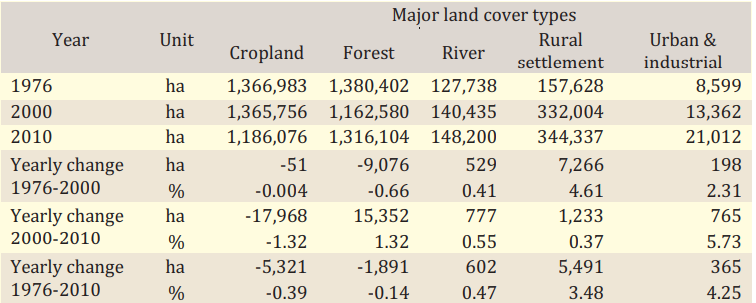 Major land cover types
Year Unit Cropland Forest River Rural settlement Urban & industrial
1976 ha 1,366,983 1,380,402 127,738 157,628 8,599
2000 ha 1,365,756 1,162,580 140,435 332,004 13,362
2010 ha 1,186,076 1,316,104 148,200 344,337 21,012
Yearly change ha -51 -9,076 529 7,266 198
1976-2000 % -0.004 -0.66 0.41 4.61 2.31
Yearly change ha -17,968 15,352 777 1,233 765
2000-2010 % -1.32 1.32 0.55 0.37 5.73
Yearly change ha -5,321 -1,891 602 5,491 365
1976-2010 % -0.39 -0.14 0.47 3.48 4.25